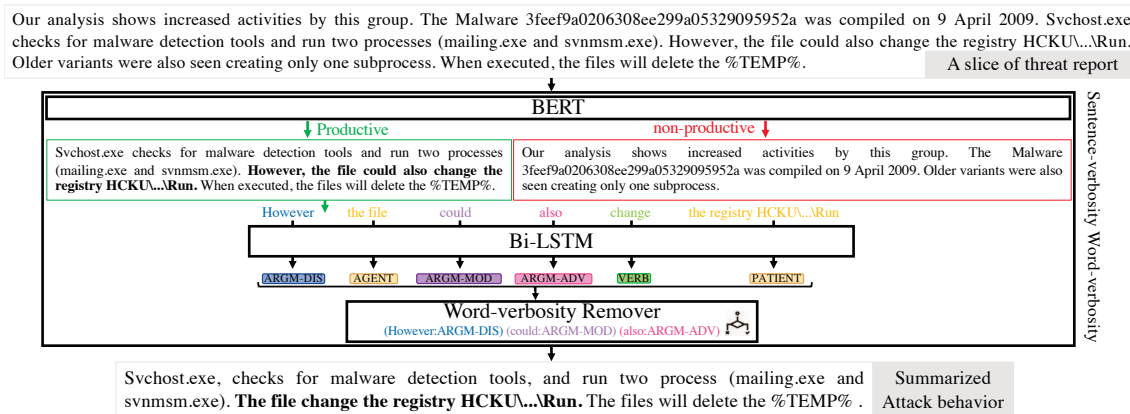 Our analysis shows increased activities by this group. The Malware 3feef9a0206308ee299a05329095952a was compiled on 9 April 2009. Svchost.exe
checks for malware detection tools and run two processes (mailing.exe and svnmsm.exe). However, the file could also change the registry HCKU\...\Run.
Older variants were also seen creating only one subprocess. When executed, the files will delete the %TEMP%.
A slice of threat report
BERT
Productive
non-productive
Svchost.exe checks for malware detection tools and run two processes
(mailing.exe and svnmsm.exe). However, the file could also change the
registry HCKU\...\Run. When executed, the files will delete the %TEMP%.
Our analysis shows increased activities by this group. The Malware
3feef9a0206308ee299a05329095952a was compiled on 9 April 2009. Older variants were also
seen creating only one subprocess.
However the file could also change the registry HCKU\...\Run
Bi-LSTM
ARGM-DIS AGENT ARGM-MOD ARGM-ADV VERB PATIENT
Word-verbosity Remover
(However:ARGM-DIS) (could:ARGM-MOD) (also:ARGM-ADV)
Sentence-verbosity Word-verbosity
Svchost.exe, checks for malware detection tools, and run two process (mailing.exe and
svnmsm.exe). The file change the registry HCKU\...\Run. The files will delete the %TEMP% .
Summarized
Attack behavior